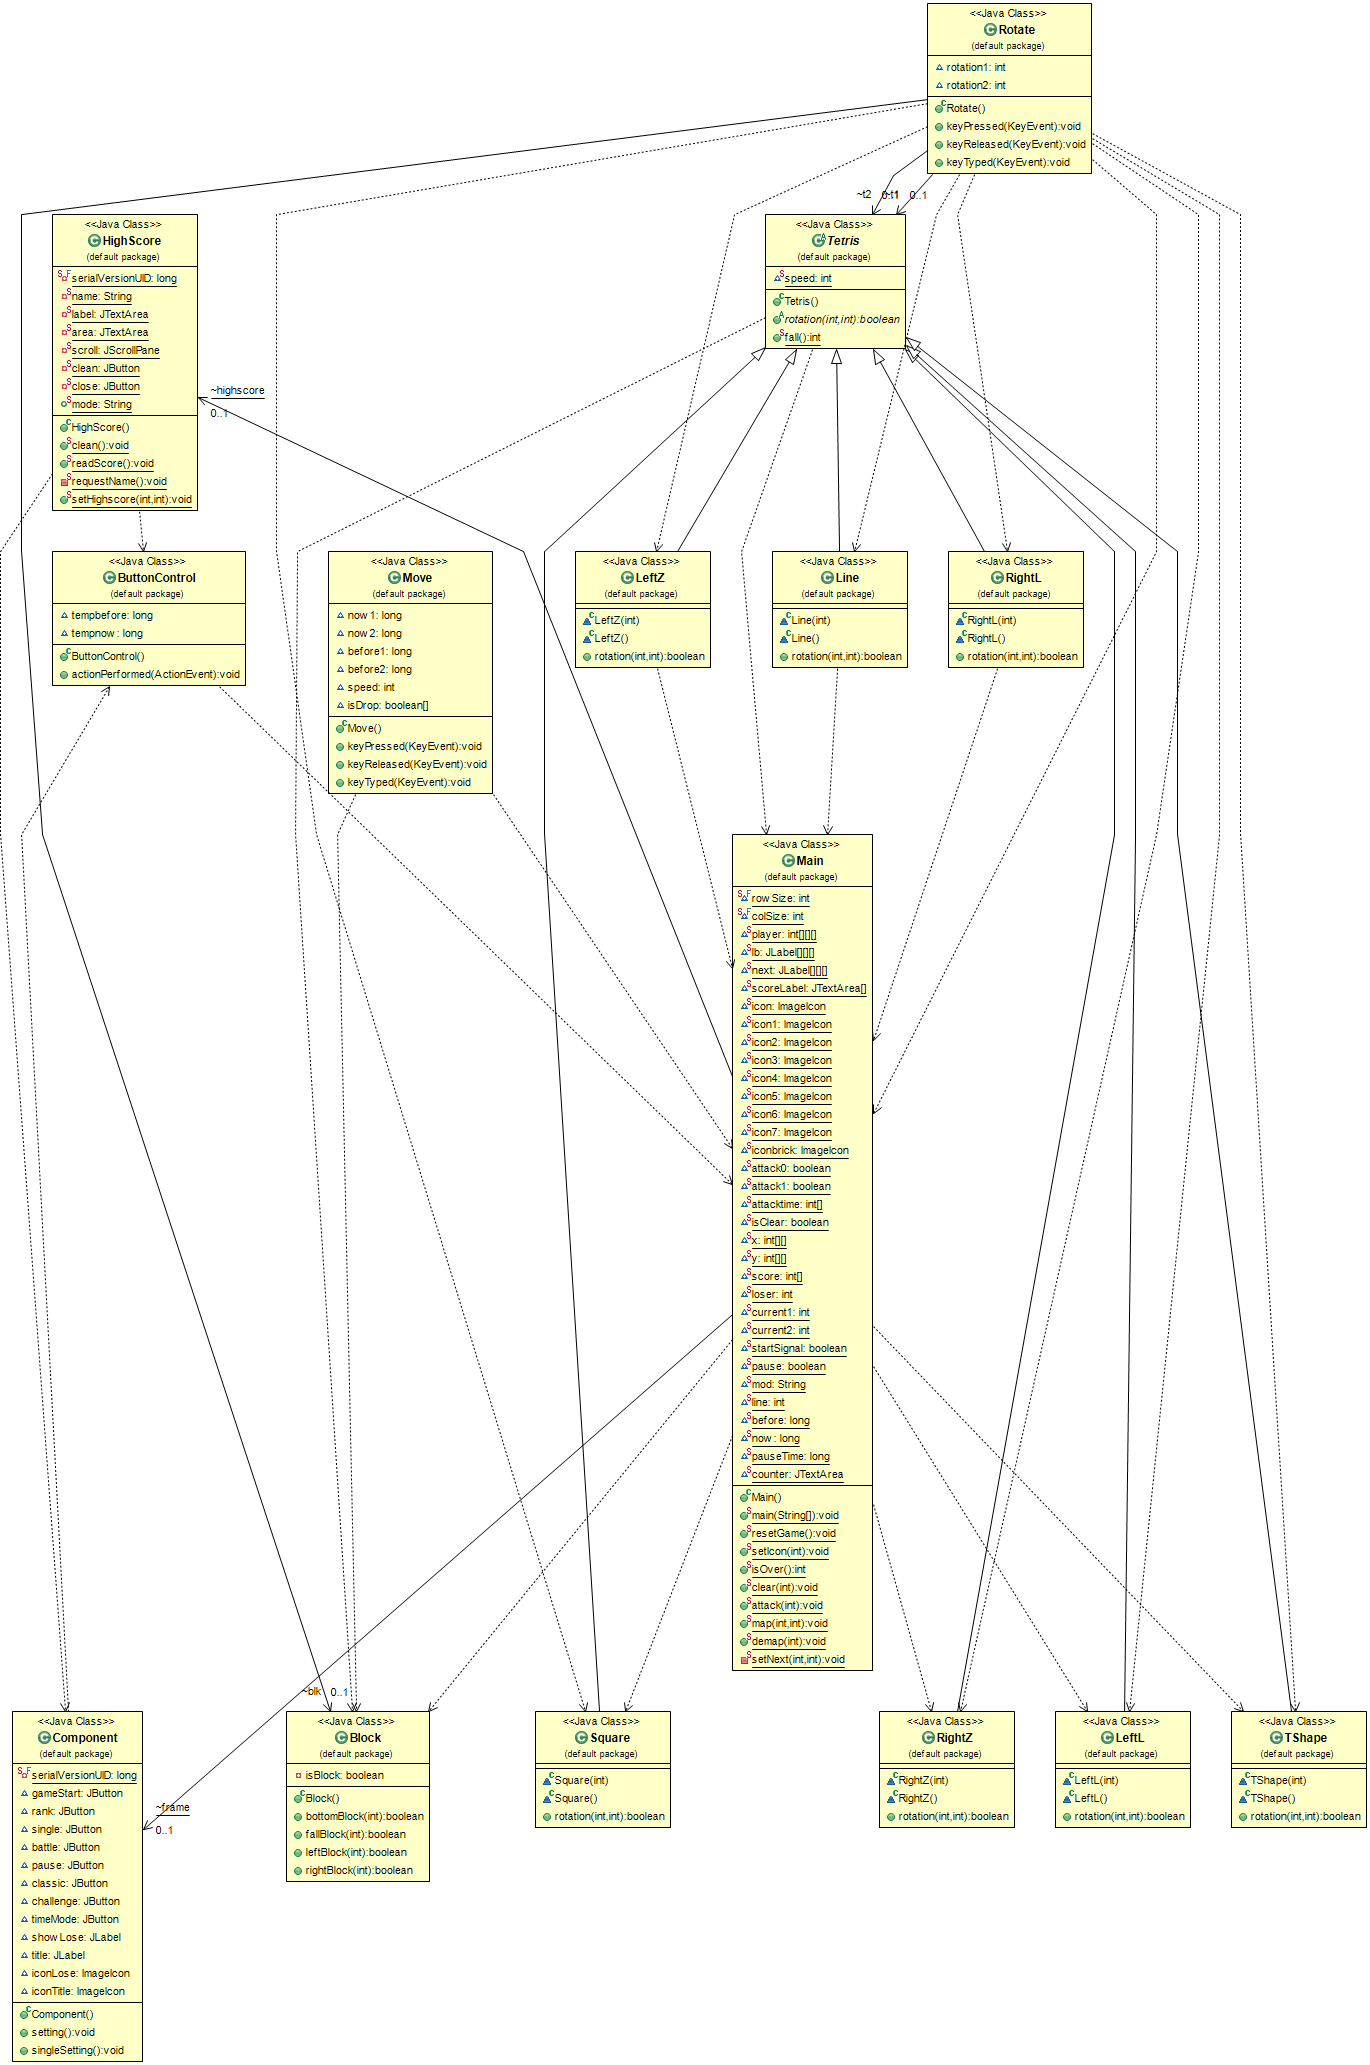 <<Java Class>>
Rotate
(default package)
rotation1: int
rotation2: int
Rotate()
keyPressed(KeyEvent):void
keyReleased(KeyEvent):void
keyTyped(KeyEvent):void
~t2
0..1
~t1
0..1
<<Java Class>>
HighScore
(default package)
serialVersionUID: long
name: String
label: JTextArea
area: JTextArea
scroll: JScrollPane
clean: JButton
close: JButton
mode: String
HighScore()
clean():void
readScore():void
requestName():void
setHighscore(int,int):void
~highscore
0..1
<<Java Class>>
Tetris
(default package)
speed: int
Tetris()
rotation(int,int):boolean
fall():int
<<Java Class>>
ButtonControl
(default package)
tempbefore: long
tempnow: long
ButtonControl()
actionPerformed(ActionEvent):void
<<Java Class>>
Move
(default package)
now1: long
now2: long
before1: long
before2: long
speed: int
isDrop: boolean[]
Move()
keyPressed(KeyEvent):void
keyReleased(KeyEvent):void
keyTyped(KeyEvent):void
<<Java Class>>
LeftZ
(default package)
LeftZ(int)
LeftZ()
rotation(int,int):boolean
<<Java Class>>
Line
(default package)
Line(int)
Line()
rotation(int,int):boolean
<<Java Class>>
RightL
(default package)
RightL(int)
RightL()
rotation(int,int):boolean
<<Java Class>>
Main
(default package)
rowSize: int
colSize: int
player: int[][][]
lb: JLabel[][][]
next: JLabel[][][]
scoreLabel: JTextArea[]
icon: ImageIcon
icon1: ImageIcon
icon2: ImageIcon
icon3: ImageIcon
icon4: ImageIcon
icon5: ImageIcon
icon6: ImageIcon
icon7: ImageIcon
iconbrick: ImageIcon
attack0: boolean
attack1: boolean
attacktime: int[]
isClear: boolean
x: int[][]
y: int[][]
score: int[]
loser: int
current1: int
current2: int
startSignal: boolean
pause: boolean
mod: String
line: int
before: long
now: long
pauseTime: long
counter: JTextArea
Main()
main(String[]):void
resetGame():void
setIcon(int):void
isOver():int
clear(int):void
attack(int):void
map(int,int):void
demap(int):void
setNext(int,int):void
<<Java Class>>
Component
(default package)
serialVersionUID: long
gameStart: JButton
rank: JButton
single: JButton
battle: JButton
pause: JButton
classic: JButton
challenge: JButton
timeMode: JButton
showLose: JLabel
title: JLabel
iconLose: ImageIcon
iconTitle: ImageIcon
Component()
setting():void
singleSetting():void
~frame
0..1
~blk
0..1
<<Java Class>>
Block
(default package)
isBlock: boolean
Block()
bottomBlock(int):boolean
fallBlock(int):boolean
leftBlock(int):boolean
rightBlock(int):boolean
<<Java Class>>
Square
(default package)
Square(int)
Square()
rotation(int,int):boolean
<<Java Class>>
RightZ
(default package)
RightZ(int)
RightZ()
rotation(int,int):boolean
<<Java Class>>
LeftL
(default package)
LeftL(int)
LeftL()
rotation(int,int):boolean
<<Java Class>>
TShape
(default package)
TShape(int)
TShape()
rotation(int,int):boolean